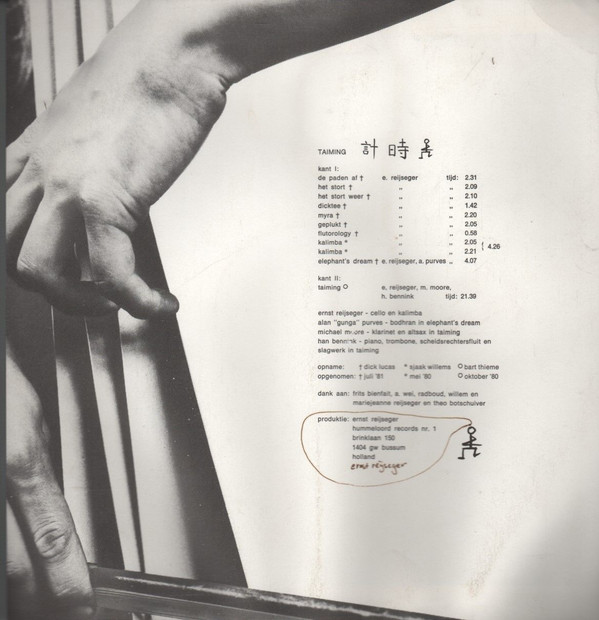 TAIMING 計 時
kant I:
de paden af † e. reijseger tijd: 2.31
het stort † „ „ 2.09
het stort weer † „ „ 2.10
dicktee † „ „ 1.42
myra † „ „ 2.20
geplukt † „ „ 2.05
flutorology † „ „ 0.58
kalimba * „ „ 2.05
kalimba * „ „ 2.21 { 4.26
elephant's dream † e. reijseger, a. purves „ 4.07
kant II:
taiming O e. reijseger, m. moore,
h. bennink tijd: 21.39
ernst reijseger - cello en kalimba
alan "gunga" purves - bodhran in elephant's dream
michael moore - klarinet en altsax in taiming
han bennink - piano, trombone, scheidsrechtersfluit en
slagwerk in taiming
opname: † dick lucas * sjaak willems O bart thieme
opgenomen: † juli '81 * mei '80 O oktober '80
dank aan: frits bienfait, a. wei, radboud, willem en
mariejeanne reijseger en theo botschuiver
produktie: ernst reijseger
hummeloord records nr. 1
brinklaan 150
1404 gw bussum
holland
ernst reijseger